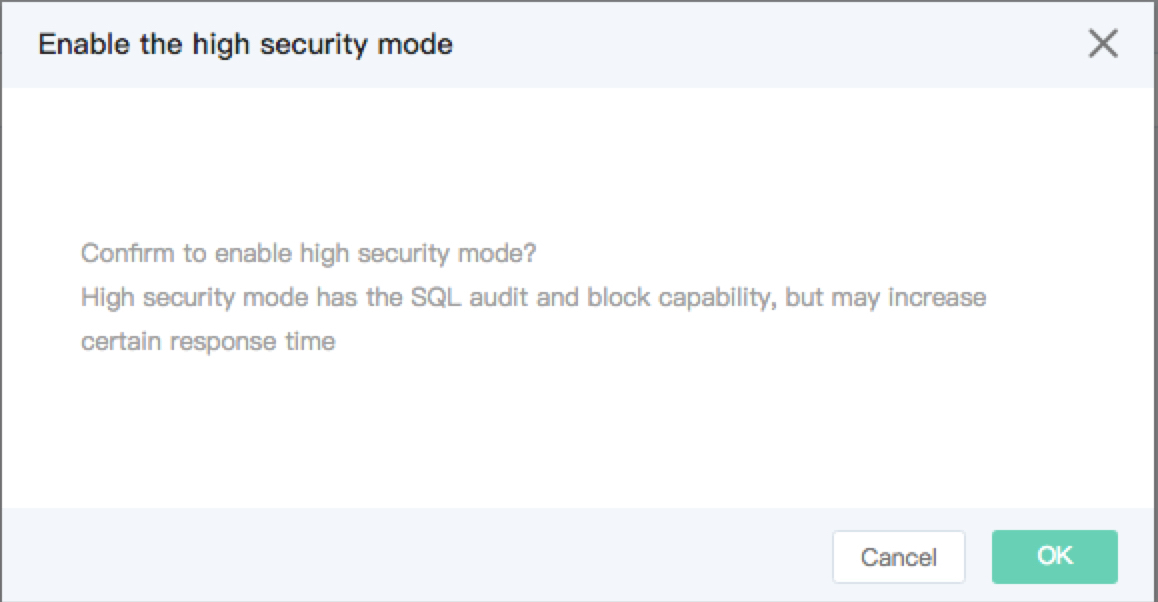 Enable the high security mode
Confirm to enable high security mode?
High security mode has the SQL audit and block capability, but may increase
certain response time
Cancel
OK